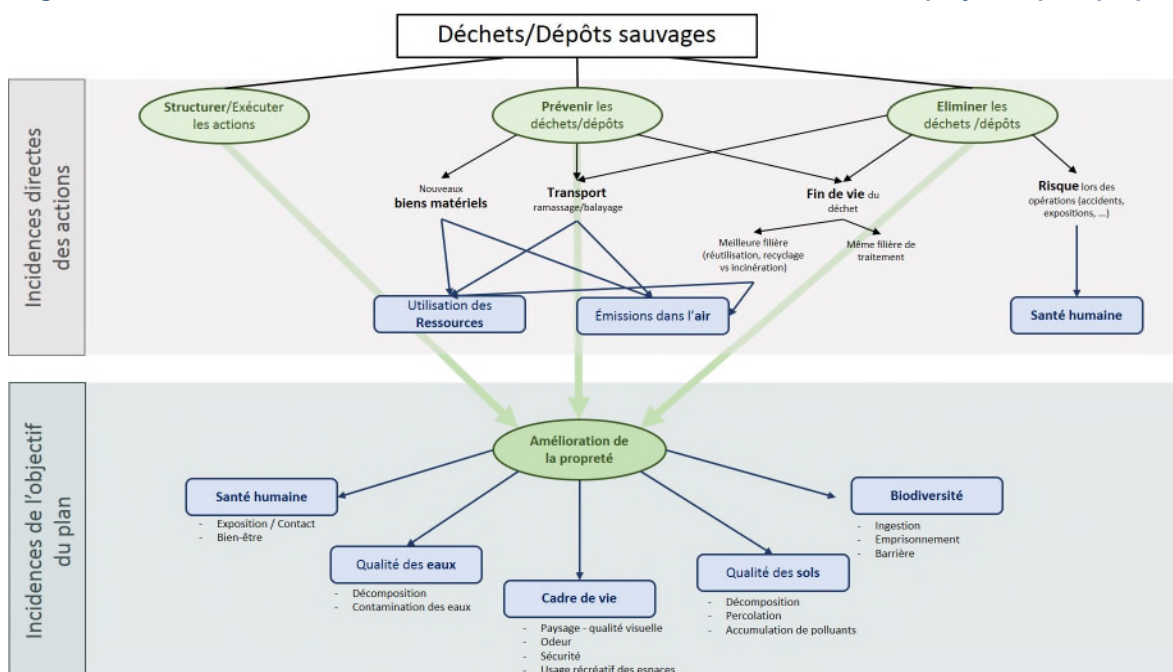 Déchets/Dépôts sauvages
Incidences directes
des actions
Structurer/Exécuter
les actions
Prévenir les
déchets/dépôts
Eliminer les
déchets /dépôts
Nouveaux
biens matériels
Transport
ramassage/balayage
Fin de vie du
déchet
Risque lors des
opérations (accidents,
expositions, ...)
Meilleure filière
(réutilisation, recyclage
vs incinération)
Même filière de
traitement
Utilisation des
Ressources
Émissions dans l'air
Santé humaine
Incidences de l'objectif
du plan
Amélioration de
la propreté
Santé humaine
- Exposition / Contact
- Bien-être
Qualité des eaux
- Décomposition
- Contamination des eaux
Cadre de vie
- Paysage - qualité visuelle
- Odeur
- Sécurité
- Usage récréatif des espaces
Qualité des sols
- Décomposition
- Percolation
- Accumulation de polluants
Biodiversité
- Ingestion
- Emprisonnement
- Barrière